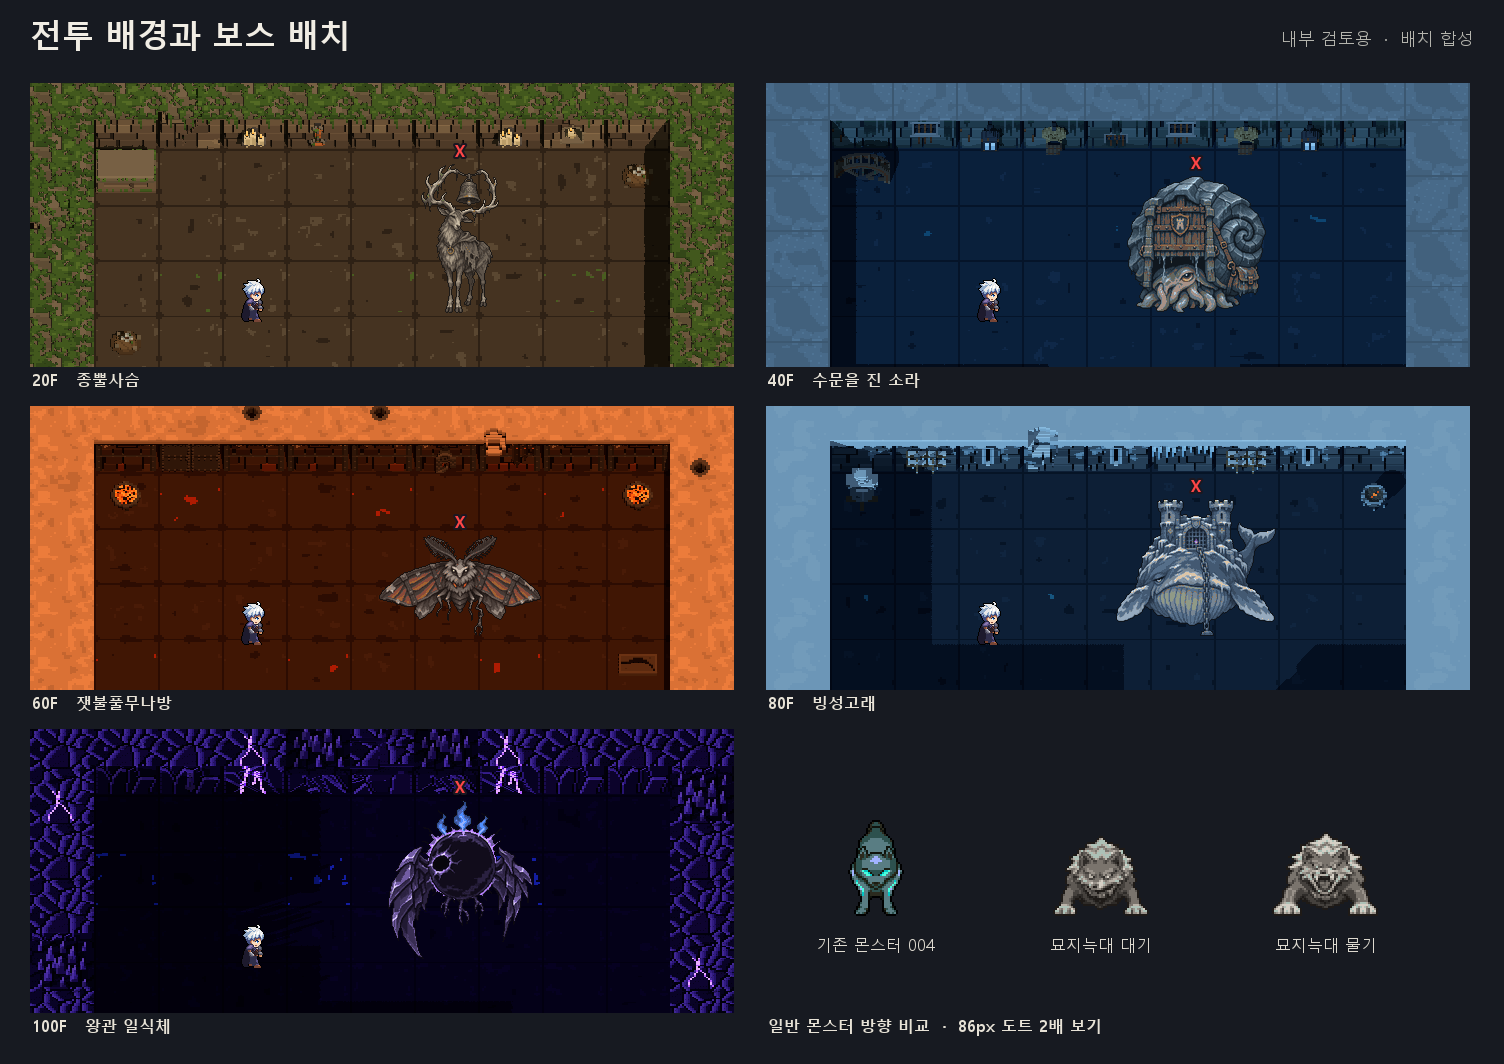 전투 배경과 보스 배치
내부 검토용 · 배치 합성
X
X
20F 종뿔사슴
40F 수문을 진 소라
X
X
60F 잿불풀무나방
80F 빙성고래
X
기존 몬스터 004
묘지늑대 대기
묘지늑대 물기
100F 왕관 일식체
일반 몬스터 방향 비교 · 86px 도트 2배 보기